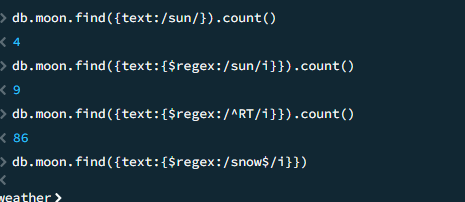 > db.moon.find({text:/sun/}).count()
< 4
> db.moon.find({text:{$regex:/sun/i}}).count()
< 9
> db.moon.find({text:{$regex:/^RT/i}}).count()
< 86
> db.moon.find({text:{$regex:/snow$/i}})
<
weather>